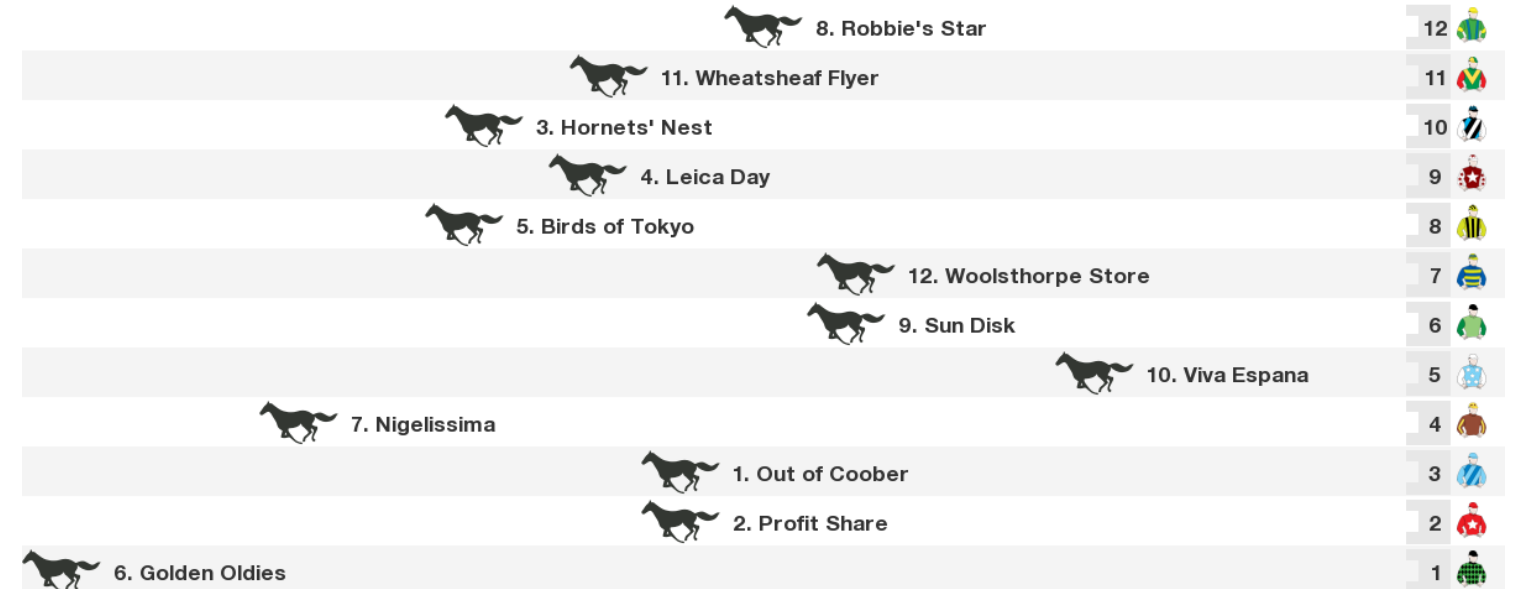 8. Robbie's Star 12
11. Wheatsheaf Flyer 11
3. Hornets' Nest 10
4. Leica Day 9
5. Birds of Tokyo 8
12. Woolsthorpe Store 7
9. Sun Disk 6
10. Viva Espana 5
7. Nigelissima 4
1. Out of Coober 3
2. Profit Share 2
6. Golden Oldies 1